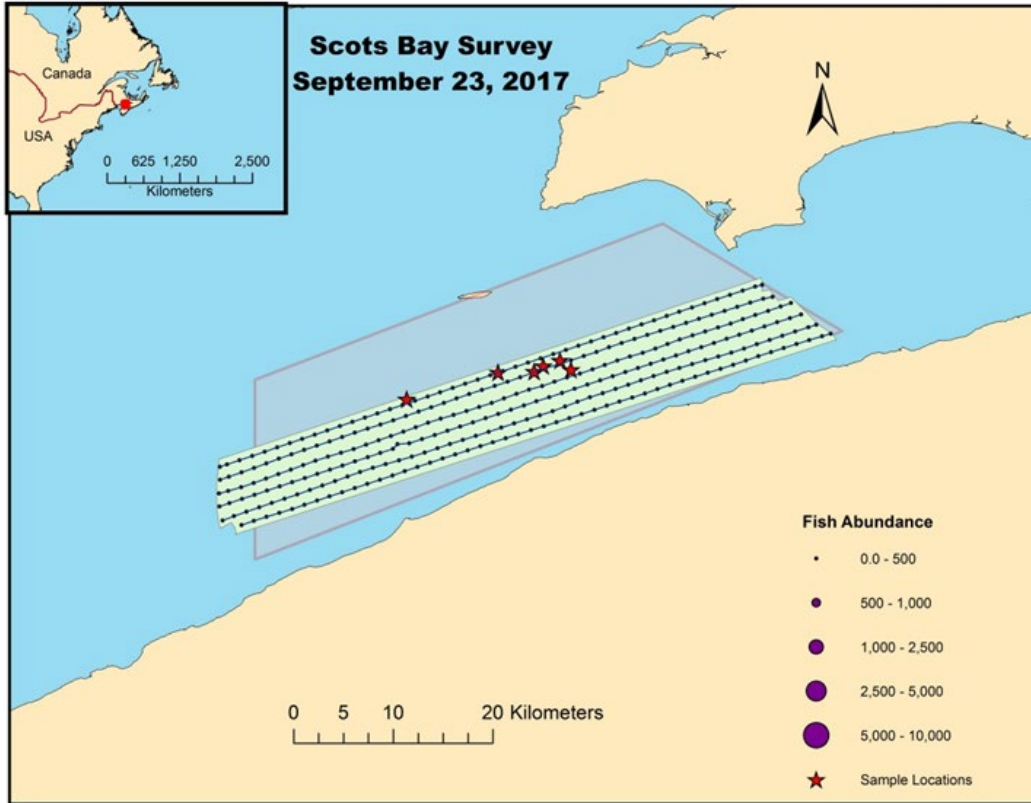 Scots Bay Survey
September 23, 2017
Canada
USA
0 625 1,250 2,500
Kilometers
N
Fish Abundance
0.0 - 500
500 - 1,000
1,000 - 2,500
2,500 - 5,000
5,000 - 10,000
Sample Locations
0 5 10 20 Kilometers